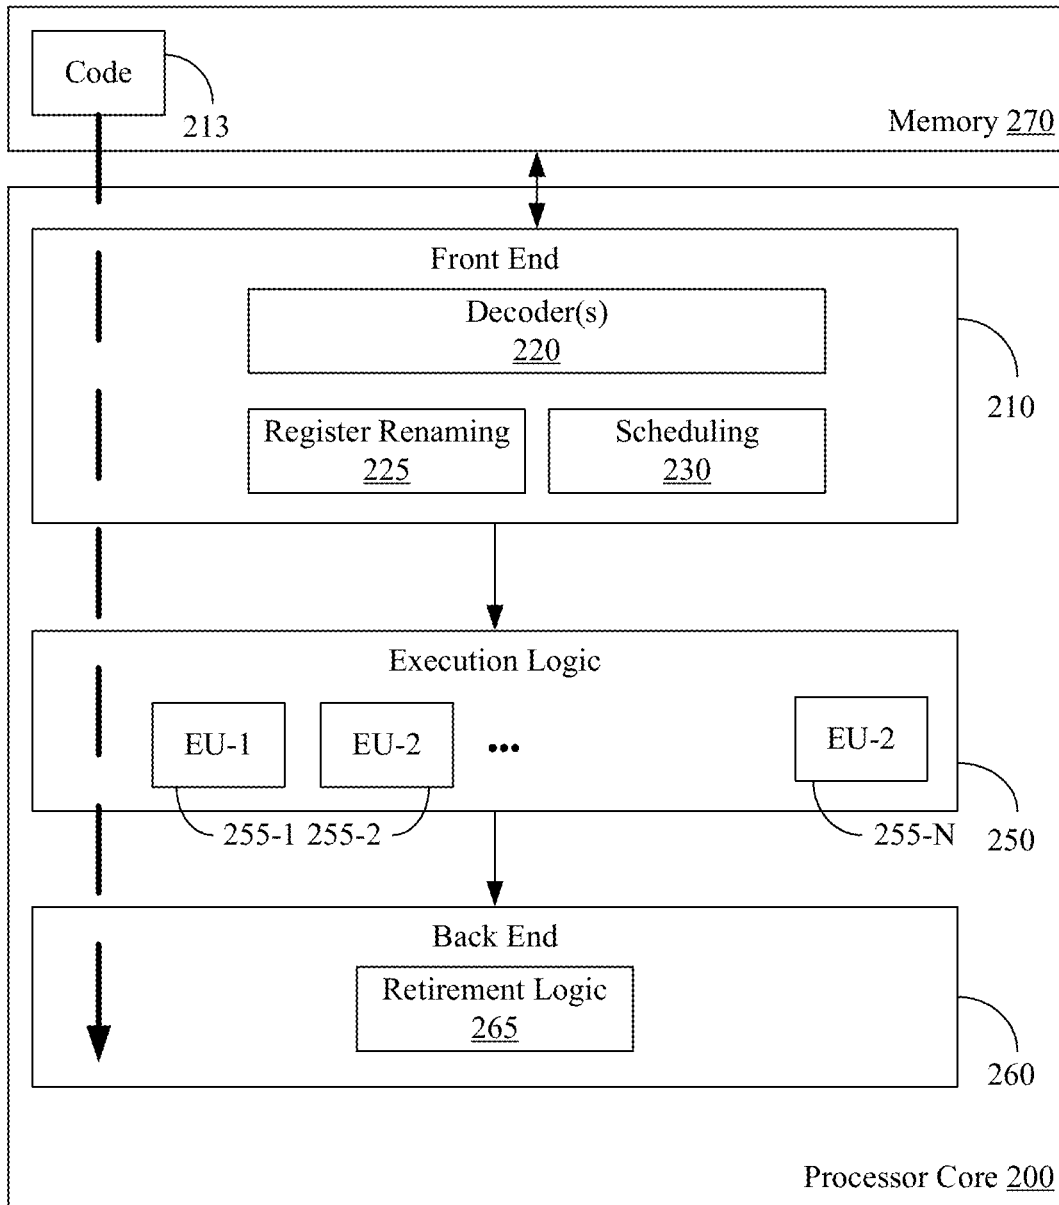 Code
213
Memory 270
Front End
Decoder(s)
220
210
Register Renaming
225
Scheduling
230
Execution Logic
EU-1
EU-2
...
EU-2
255-1
255-2
255-N
250
Back End
Retirement Logic
265
260
Processor Core 200